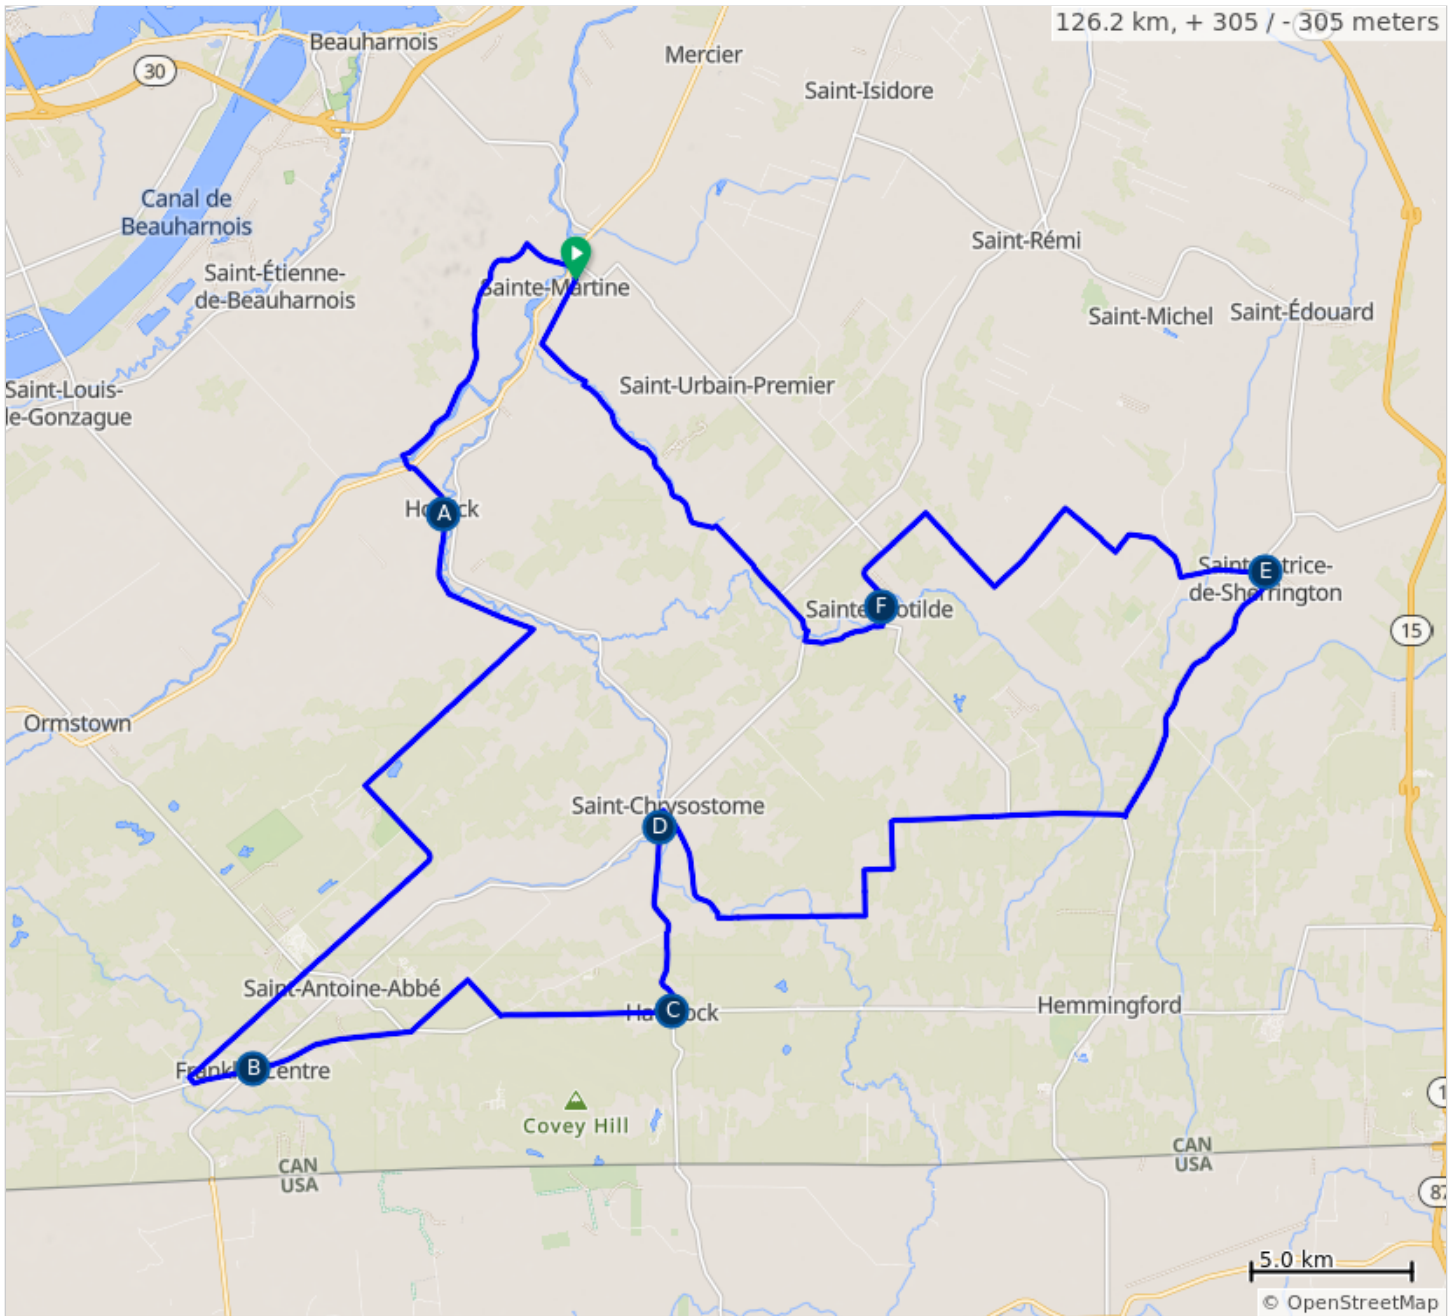 126.2 km, + 305 / - 305 meters
Beauharnois
Mercier
30
Saint-Isidore
Canal de
Beauharnois
Saint-Rémi
Saint-Étienne-
de-Beauharnois
Sainte-Martine
Saint-Michel
Saint-Édouard
Saint-Louis-
le-Gonzague
Saint-Urbain-Premier
A
E
de-Sherrington
F
15
Ormstown
Saint-Chrysostome
D
Saint-Antoine-Abbé
C
Hemmingford
B
Covey Hill
CAN
USA
CAN
USA
87
5.0 km
© OpenStreetMap